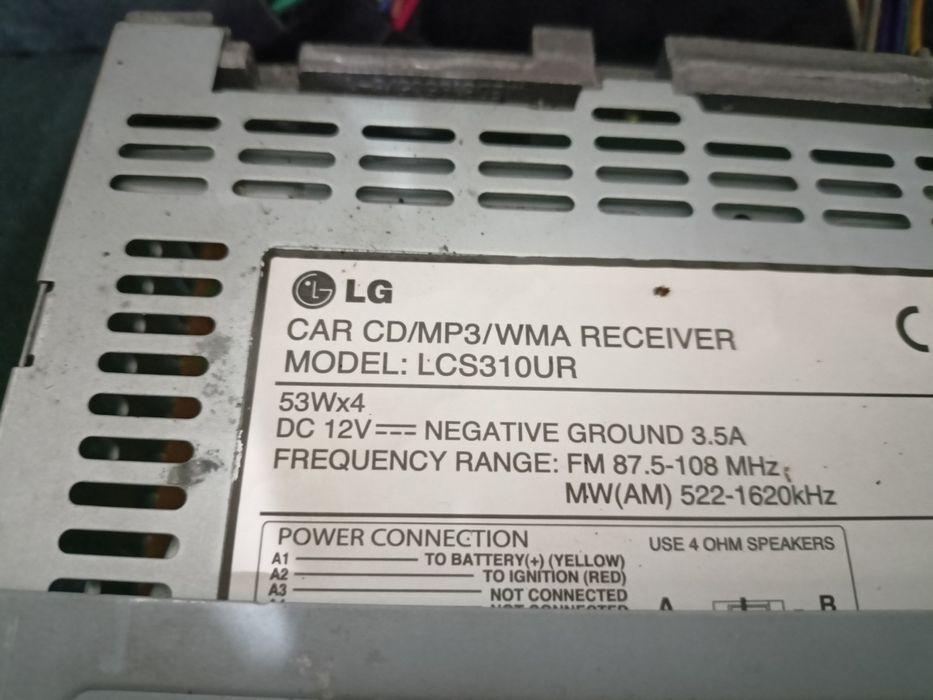 LG
CAR CD/MP3/WMA RECEIVER
MODEL: LCS310UR
53Wx4
DC 12V NEGATIVE GROUND 3.5A
FREQUENCY RANGE: FM 87.5-108 MHz
MW(AM) 522-1620kHz
POWER CONNECTION
USE 4 OHM SPEAKERS
A1 TO BATTERY(+) (YELLOW)
A2 TO IGNITION (RED)
A3 NOT CONNECTED
NOT CONNECTED
A B